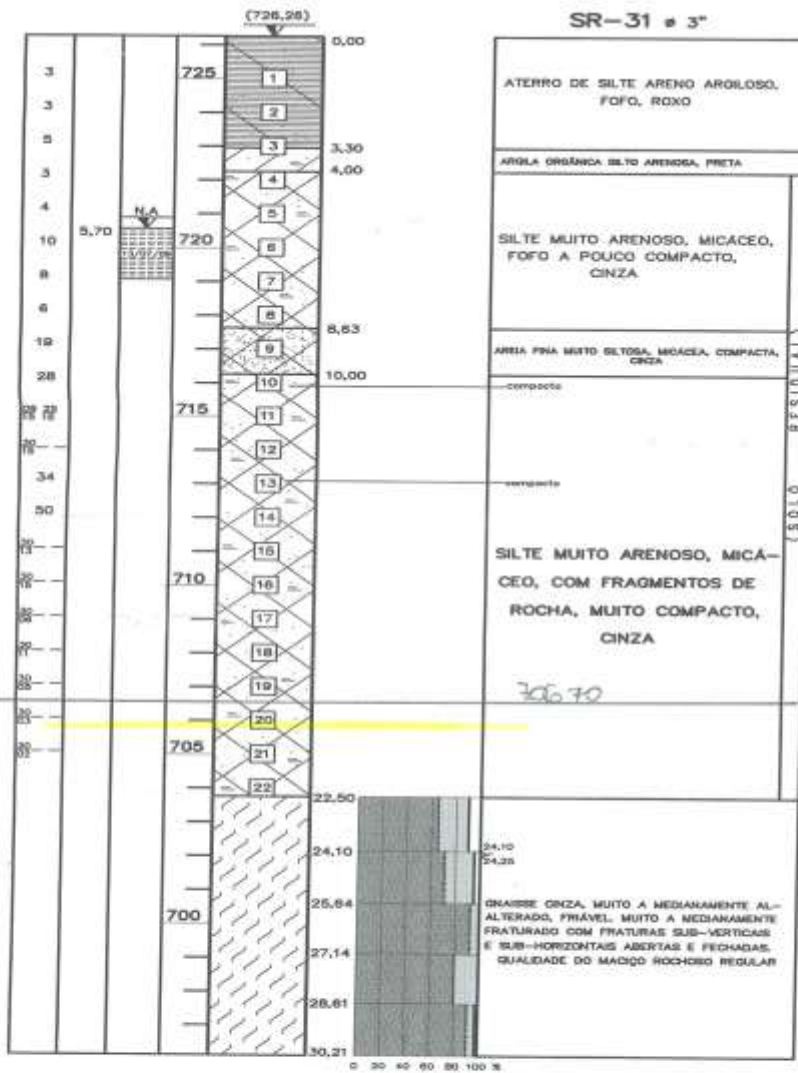 (726,26)
SR-31 ø 3"
0,00
3
725
1
ATERRO DE SILTE ARENO ARGILOSO,
FOFO, ROXO
3
2
5
3
3,30
ARGILA ORGÂNICA SILTO ARENOSA, PRETA
3
4,00
4
4
5
N.A
5,70
10
720
6
SILTE MUITO ARENOSO, MICÁCEO,
FOFO A POUCO COMPACTO,
CINZA
8
7
6
8
8,63
19
9
AREIA FINA MUITO SILTOSA, MICÁCEA, COMPACTA,
CINZA
28
10,00
10
compacto
715
11
12
34
13
compacto
50
14
15
710
16
17
18
19
SILTE MUITO ARENOSO, MICÁ-
CEO, COM FRAGMENTOS DE
ROCHA, MUITO COMPACTO,
CINZA
20
705
21
22
22,50
24,10
24,10
24,25
25,84
GNAISSE CINZA, MUITO A MEDIANAMENTE AL-
ALTERADO, FRIÁVEL, MUITO A MEDIANAMENTE
FRATURADO COM FRATURAS SUB-VERTICAIS
E SUB-HORIZONTAIS ABERTAS E FECHADAS.
QUALIDADE DO MACIÇO ROCHOSO REGULAR
700
27,14
28,61
30,21
0 20 40 60 80 100 %